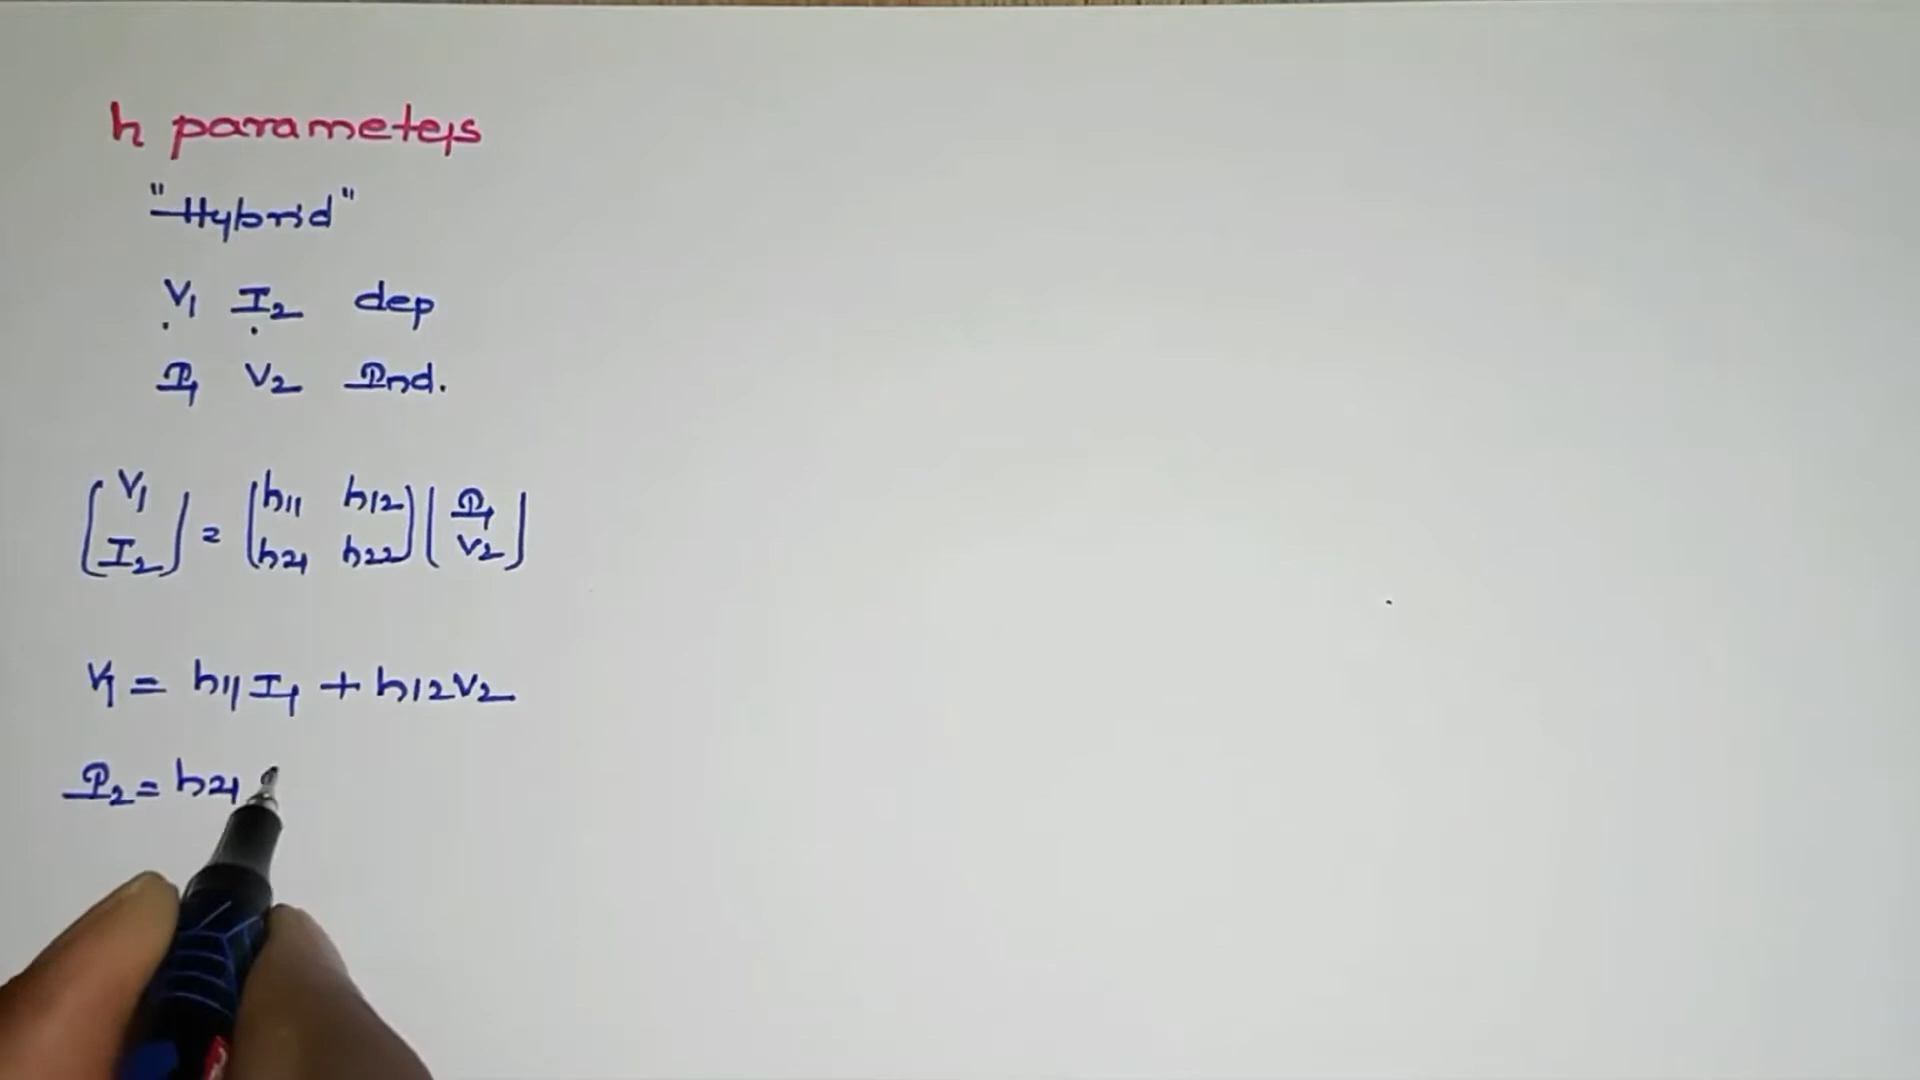 h parameters
"Hybrid"
V1 I2 dep
I1 V2 Ind.
[V1 I2] = [h11 h12 h21 h22] [I1 V2]
V1 = h11 I1 + h12 V2
I2 = h21